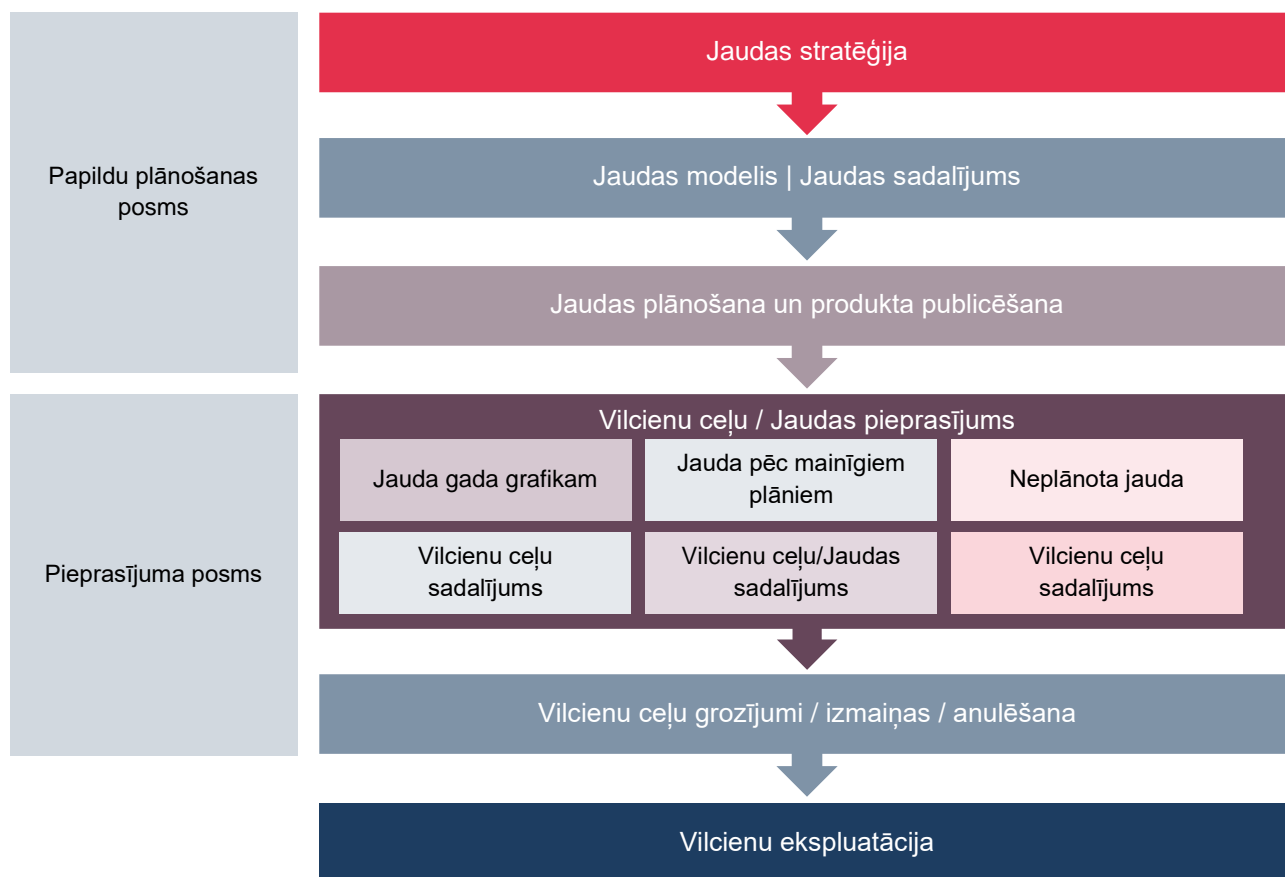 Jaudas stratēģija
Papildu plānošanas
posms
Jaudas modelis | Jaudas sadalījums
Jaudas plānošana un produkta publicēšana
Pieprasījuma posms
Vilcienu ceļu / Jaudas pieprasījums
Jauda gada grafikam
Jauda pēc mainīgiem
plāniem
Neplānota jauda
Vilcienu ceļu
sadalījums
Vilcienu ceļu/Jaudas
sadalījums
Vilcienu ceļu
sadalījums
Vilcienu ceļu grozījumi / izmaiņas / anulēšana
Vilcienu ekspluatācija